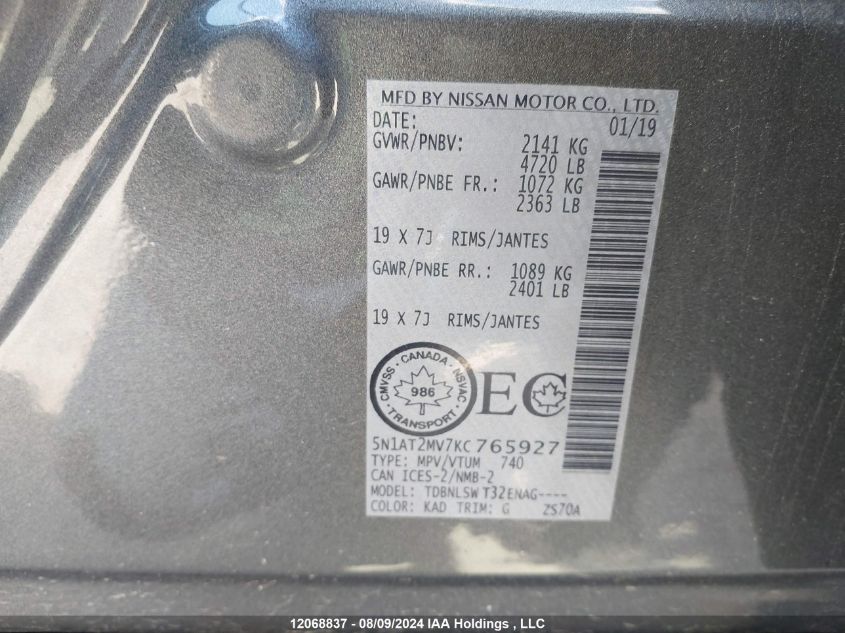 MFD BY NISSAN MOTOR CO., LTD.
DATE: 01/19
GVWR/PNBV: 2141 KG
4720 LB
GAWR/PNBE FR.: 1072 KG
2363 LB
19 X 7J RIMS/JANTES
GAWR/PNBE RR.: 1089 KG
2401 LB
19 X 7J RIMS/JANTES
CANADA
CMVSS 986 NSVAC
TRANSPORT
EC
5N1AT2MV7KC765927
TYPE: MPV/VTUM 740
CAN ICES-2/NMB-2
MODEL: TDBNLSW T32ENAG----
COLOR: KAD TRIM: G ZS70A
12068837 - 08/09/2024 IAA Holdings , LLC